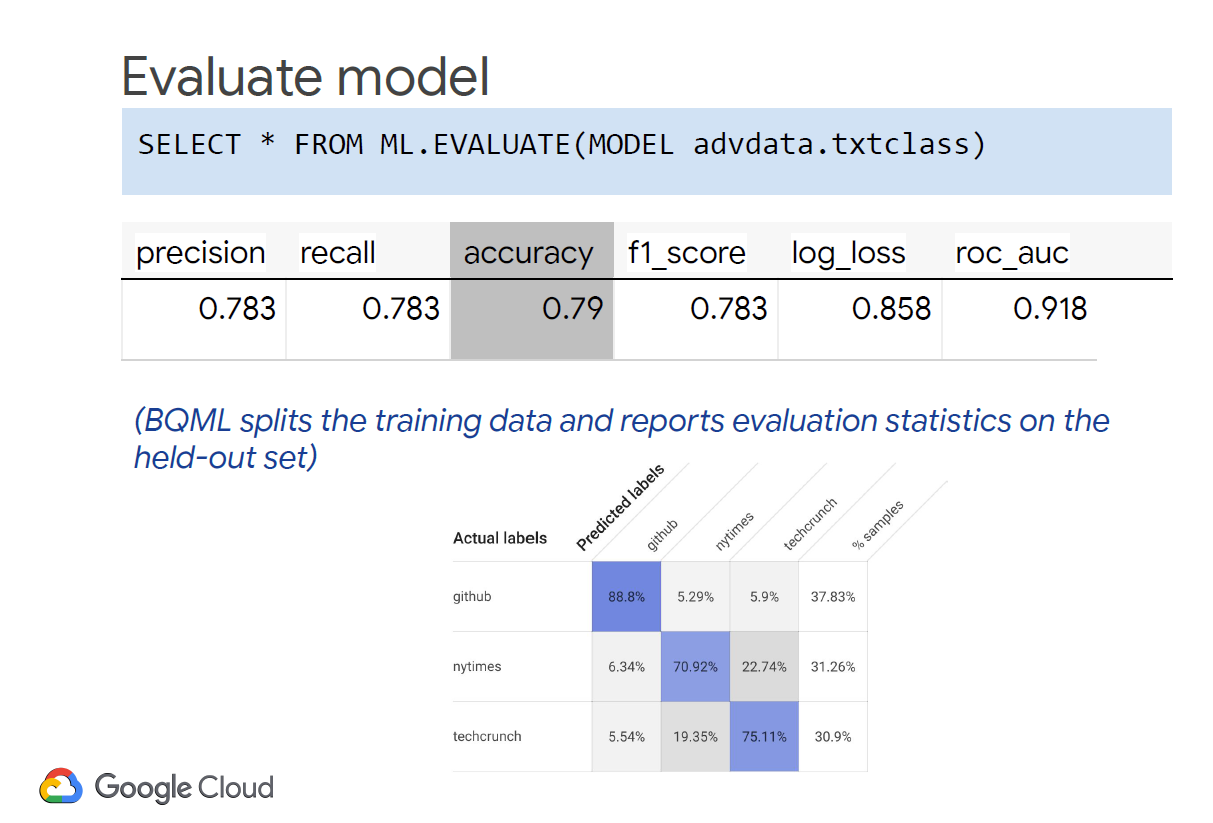 Evaluate model
SELECT * FROM ML.EVALUATE(MODEL advdata.txtclass)
precision recall accuracy f1_score log_loss roc_auc
0.783 0.783 0.79 0.783 0.858 0.918
(BQML splits the training data and reports evaluation statistics on the
held-out set)
Actual labels Predicted labels github nytimes techcrunch % samples
github 88.8% 5.29% 5.9% 37.83%
nytimes 6.34% 70.92% 22.74% 31.26%
techcrunch 5.54% 19.35% 75.11% 30.9%
Google Cloud